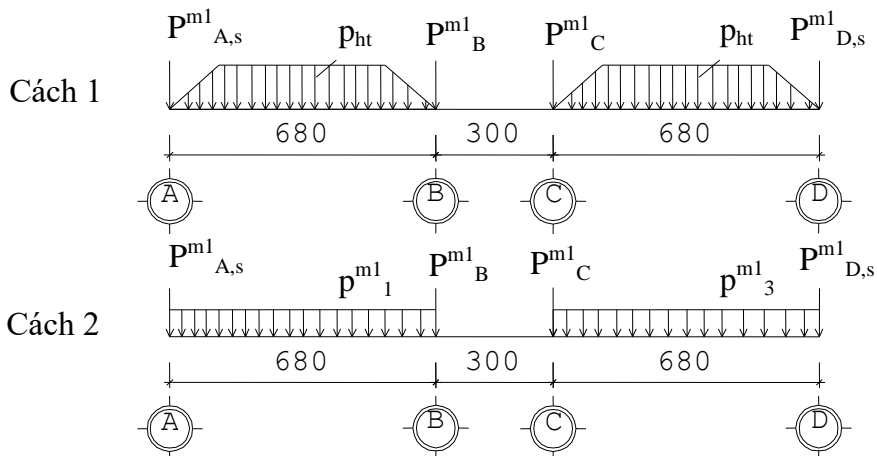 P^m1_A,s p_ht P^m1_B P^m1_C p_ht P^m1_D,s
Cách 1
680 300 680
A B C D
P^m1_A,s p^m1_1 P^m1_B P^m1_C p^m1_3 P^m1_D,s
Cách 2
680 300 680
A B C D